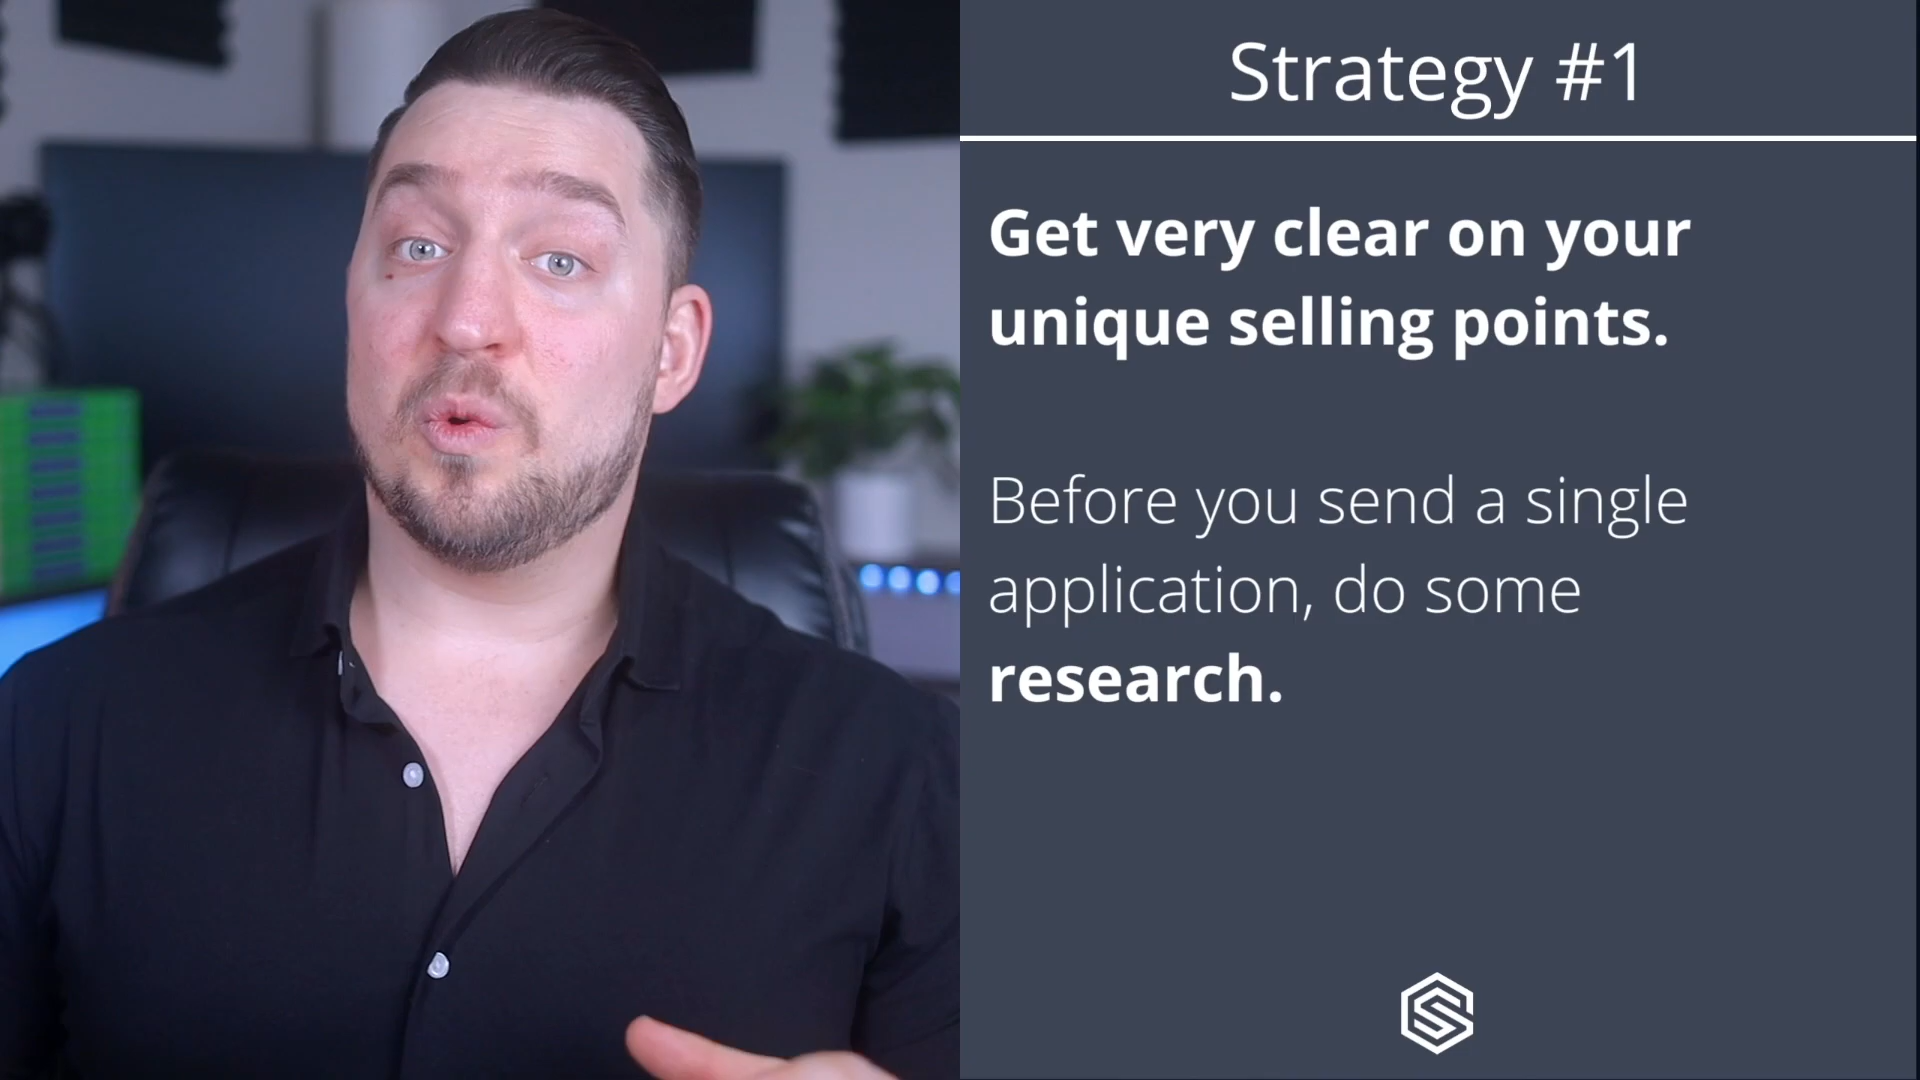 Strategy #1
Get very clear on your
unique selling points.
Before you send a single
application, do some
research.